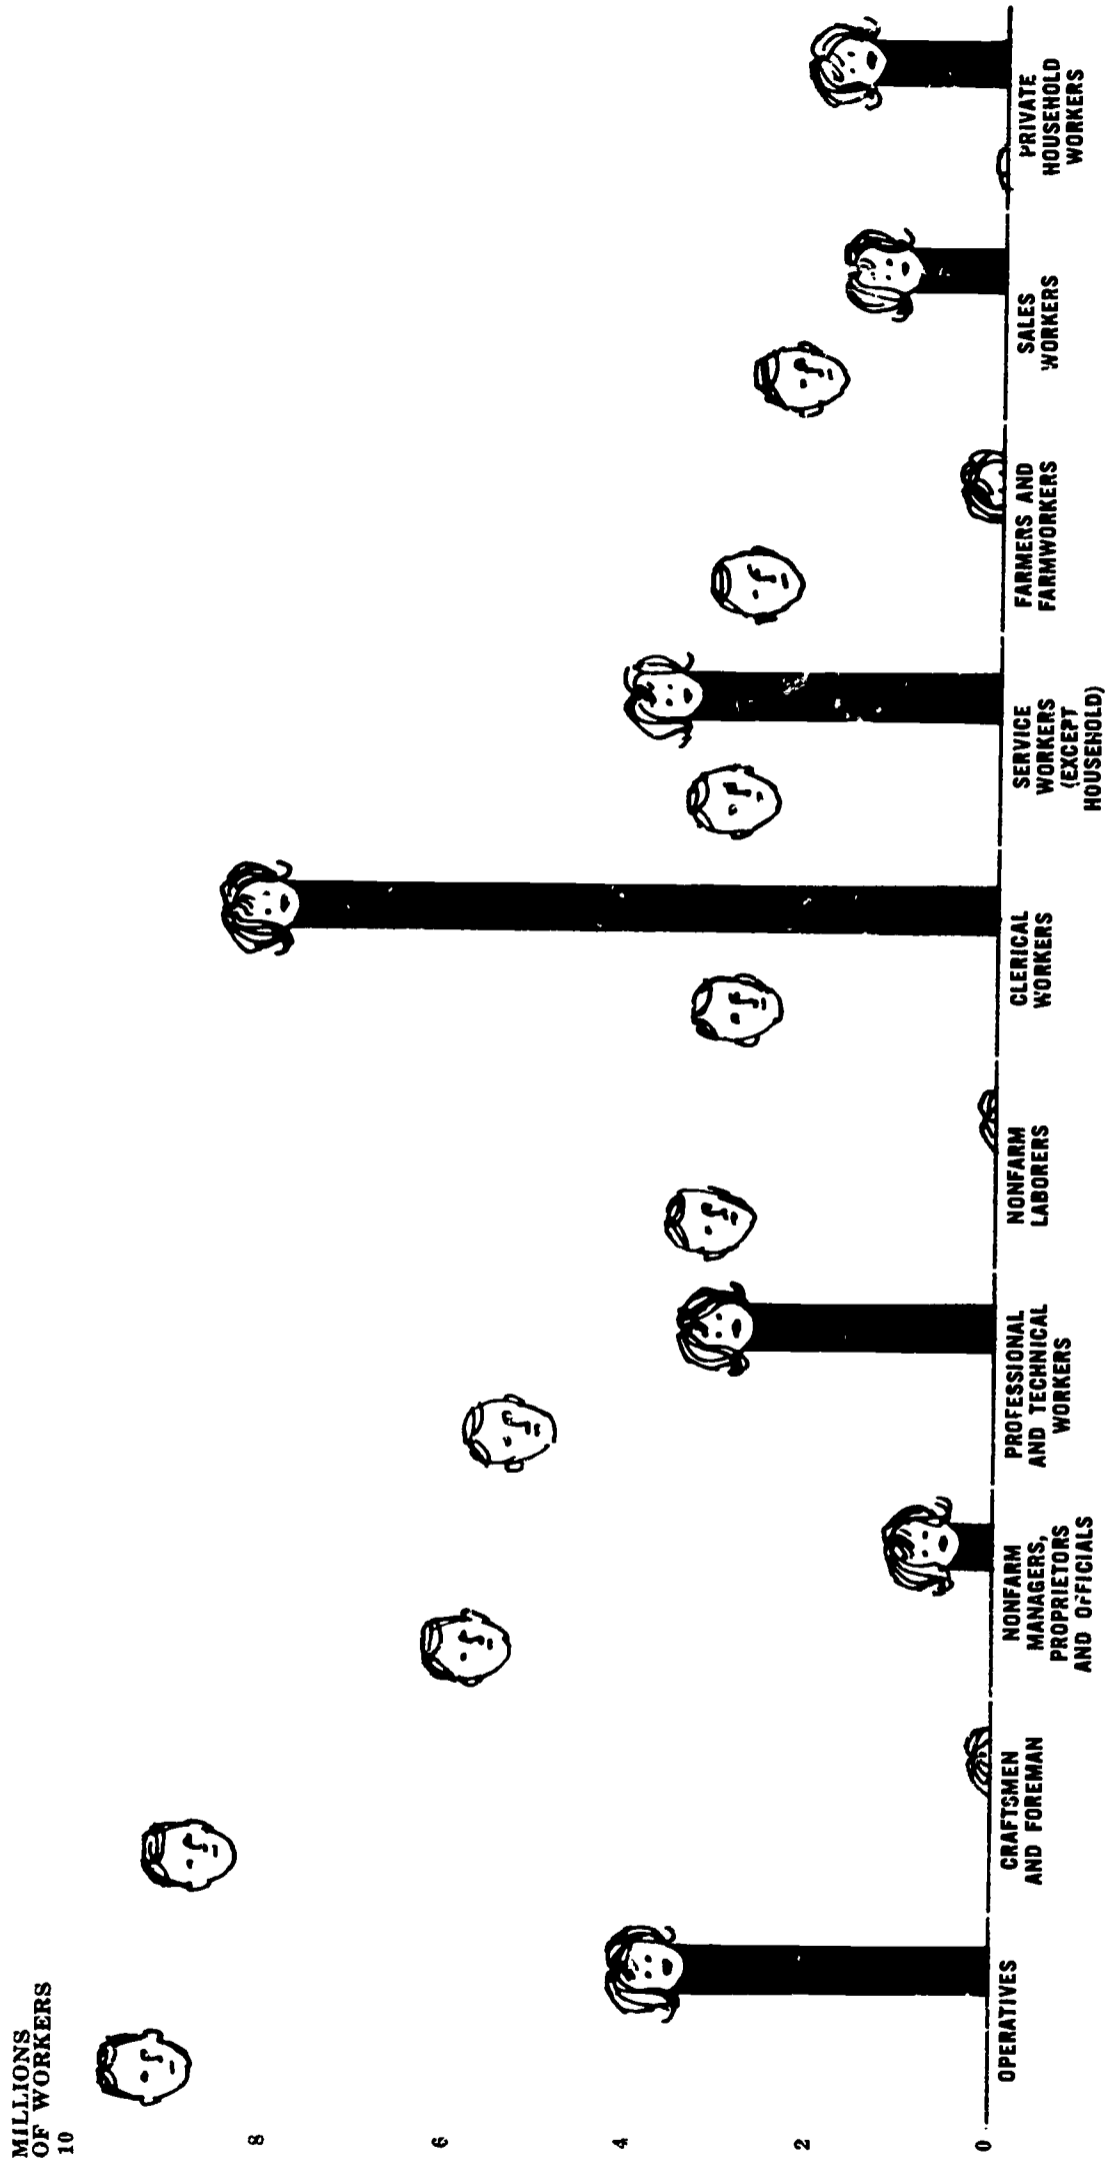 MILLIONS
OF WORKERS
10
8
6
4
2
0
OPERATIVES
CRAFTSMEN
AND FOREMAN
NONFARM
MANAGERS,
PROPRIETORS
AND OFFICIALS
PROFESSIONAL
AND TECHNICAL
WORKERS
NONFARM
LABORERS
CLERICAL
WORKERS
SERVICE
WORKERS
(EXCEPT
HOUSEHOLD)
FARMERS AND
FARMWORKERS
SALES
WORKERS
PRIVATE
HOUSEHOLD
WORKERS